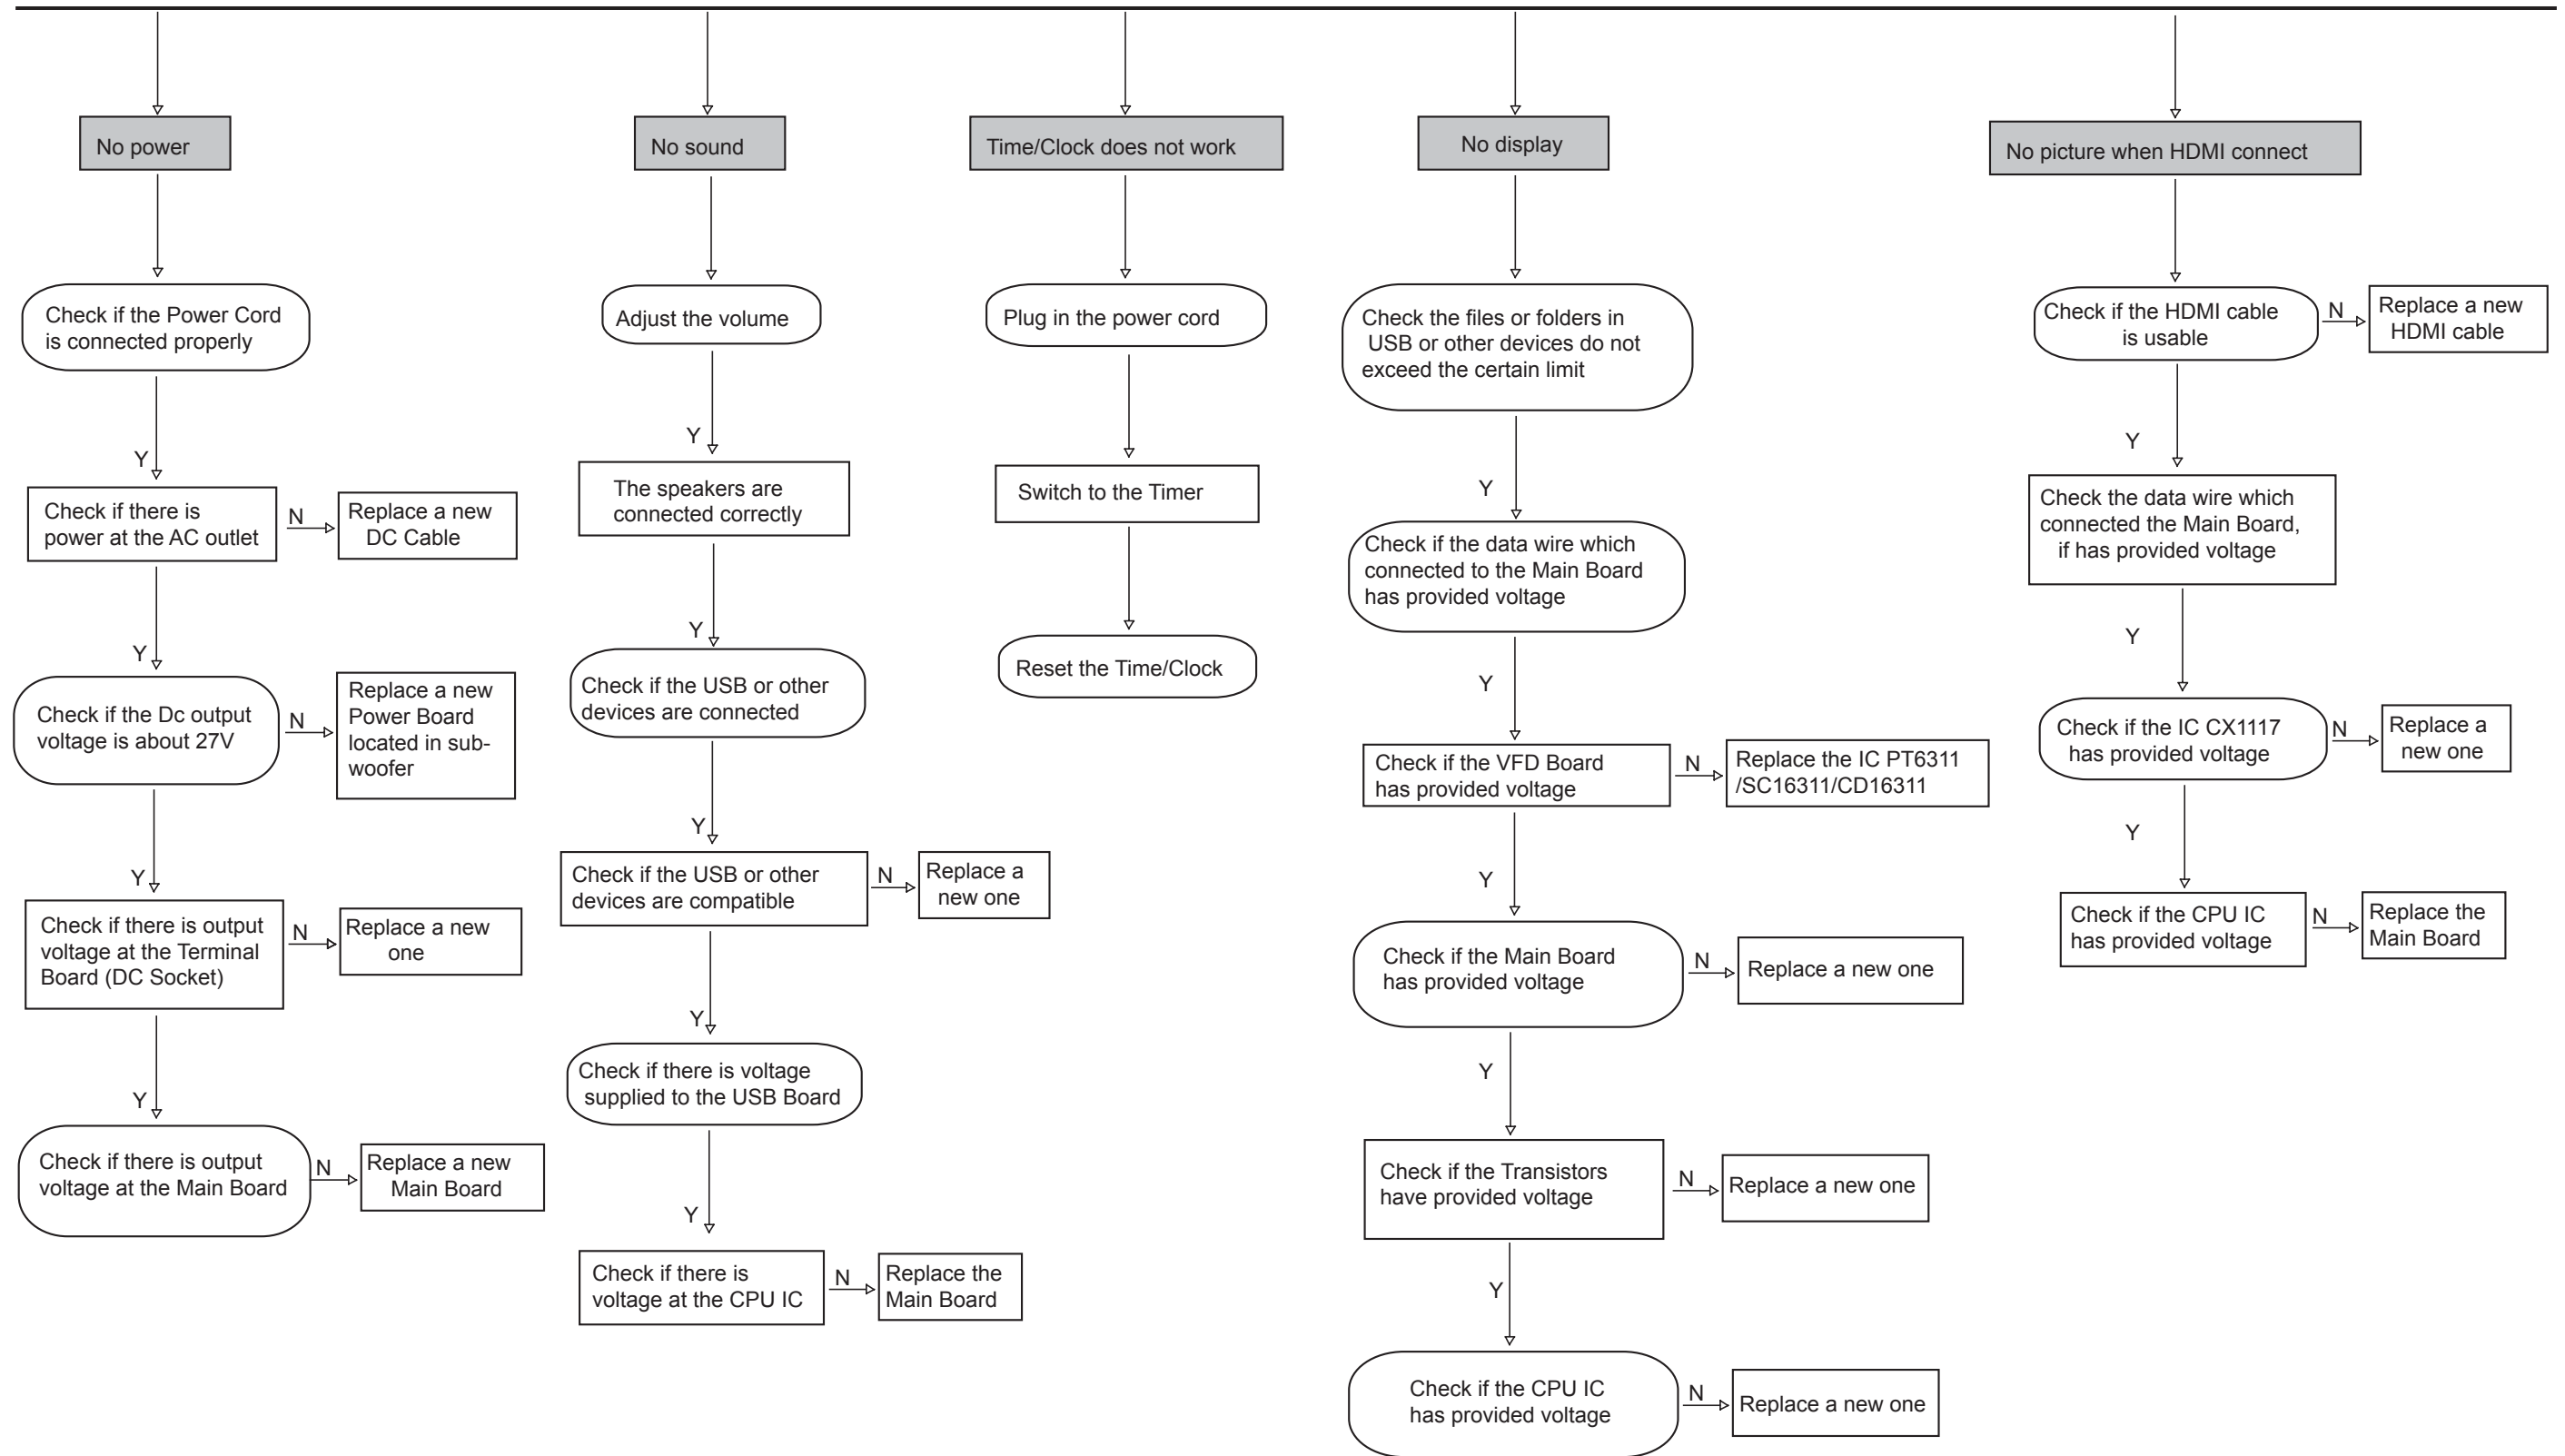 No power
Check if the Power Cord
is connected properly
Y
Check if there is
power at the AC outlet
N
Replace a new
DC Cable
Y
Check if the Dc output
voltage is about 27V
N
Replace a new
Power Board
located in sub-
woofer
Y
Check if there is output
voltage at the Terminal
Board (DC Socket)
N
Replace a new
one
Y
Check if there is output
voltage at the Main Board
N
Replace a new
Main Board
No sound
Adjust the volume
Y
The speakers are
connected correctly
Y
Check if the USB or other
devices are connected
Y
Check if the USB or other
devices are compatible
N
Replace a
new one
Y
Check if there is voltage
supplied to the USB Board
Y
Check if there is
voltage at the CPU IC
N
Replace the
Main Board
Time/Clock does not work
Plug in the power cord
Switch to the Timer
Reset the Time/Clock
No display
Check the files or folders in
USB or other devices do not
exceed the certain limit
Y
Check if the data wire which
connected to the Main Board
has provided voltage
Y
Check if the VFD Board
has provided voltage
N
Replace the IC PT6311
/SC16311/CD16311
Y
Check if the Main Board
has provided voltage
N
Replace a new one
Y
Check if the Transistors
have provided voltage
N
Replace a new one
Y
Check if the CPU IC
has provided voltage
N
Replace a new one
No picture when HDMI connect
Check if the HDMI cable
is usable
N
Replace a new
HDMI cable
Y
Check the data wire which
connected the Main Board,
if has provided voltage
Y
Check if the IC CX1117
has provided voltage
N
Replace a
new one
Y
Check if the CPU IC
has provided voltage
N
Replace the
Main Board